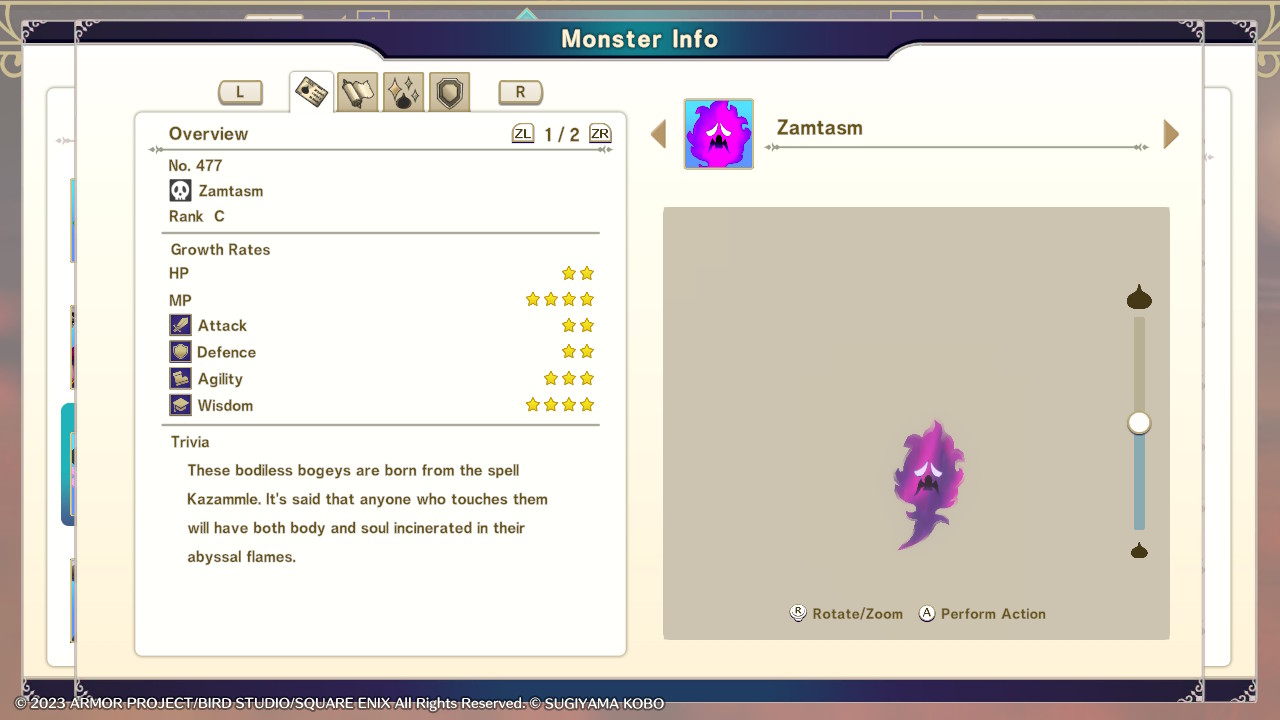 Monster Info
L
R
Overview
ZL 1 / 2 ZR
No. 477
Zamtasm
Rank C
Growth Rates
HP
MP
Attack
Defence
Agility
Wisdom
Trivia
These bodiless bogeys are born from the spell
Kazammle. It's said that anyone who touches them
will have both body and soul incinerated in their
abyssal flames.
Zamtasm
R Rotate/Zoom A Perform Action
© 2023 ARMOR PROJECT/BIRD STUDIO/SQUARE ENIX All Rights Reserved. © SUGIYAMA KOBO